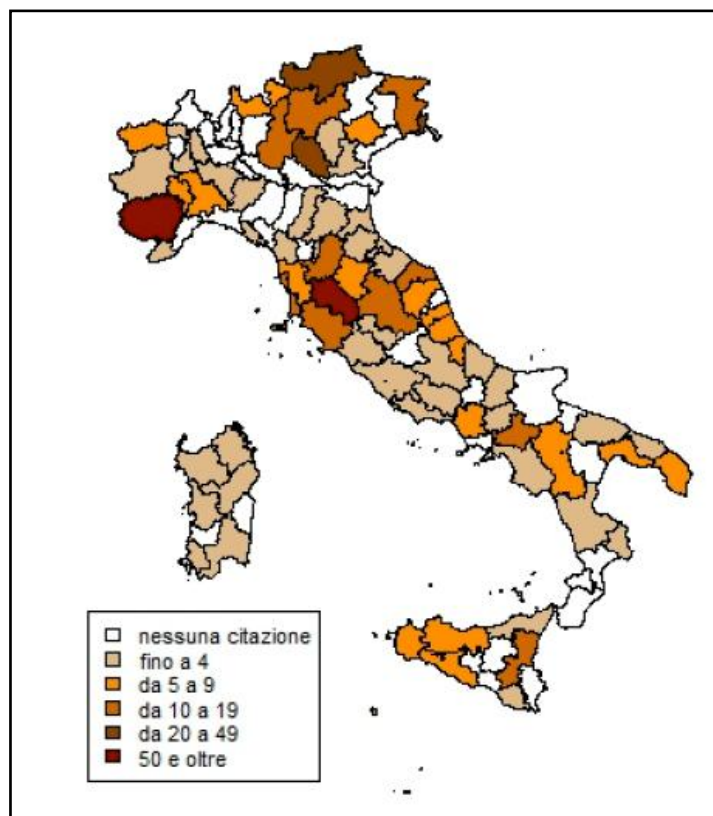 nessuna citazione
fino a 4
da 5 a 9
da 10 a 19
da 20 a 49
50 e oltre